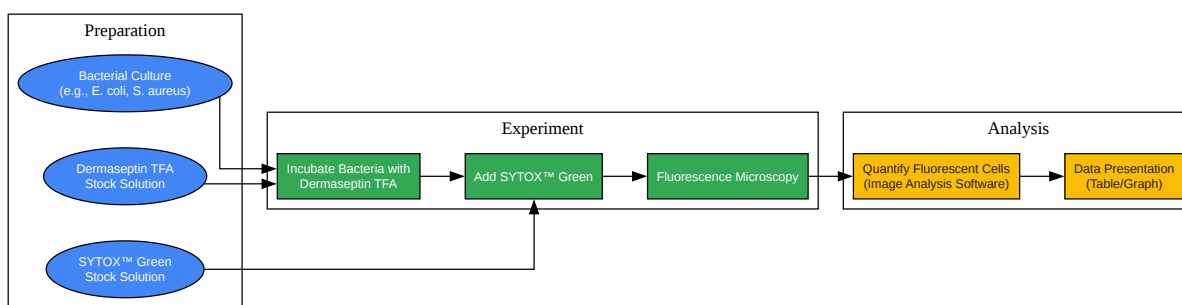 Preparation
Bacterial Culture
(e.g., E. coli, S. aureus)
Dermaseptin TFA
Stock Solution
SYTOX™ Green
Stock Solution
Experiment
Incubate Bacteria with
Dermaseptin TFA
Add SYTOX™ Green
Fluorescence Microscopy
Analysis
Quantify Fluorescent Cells
(Image Analysis Software)
Data Presentation
(Table/Graph)